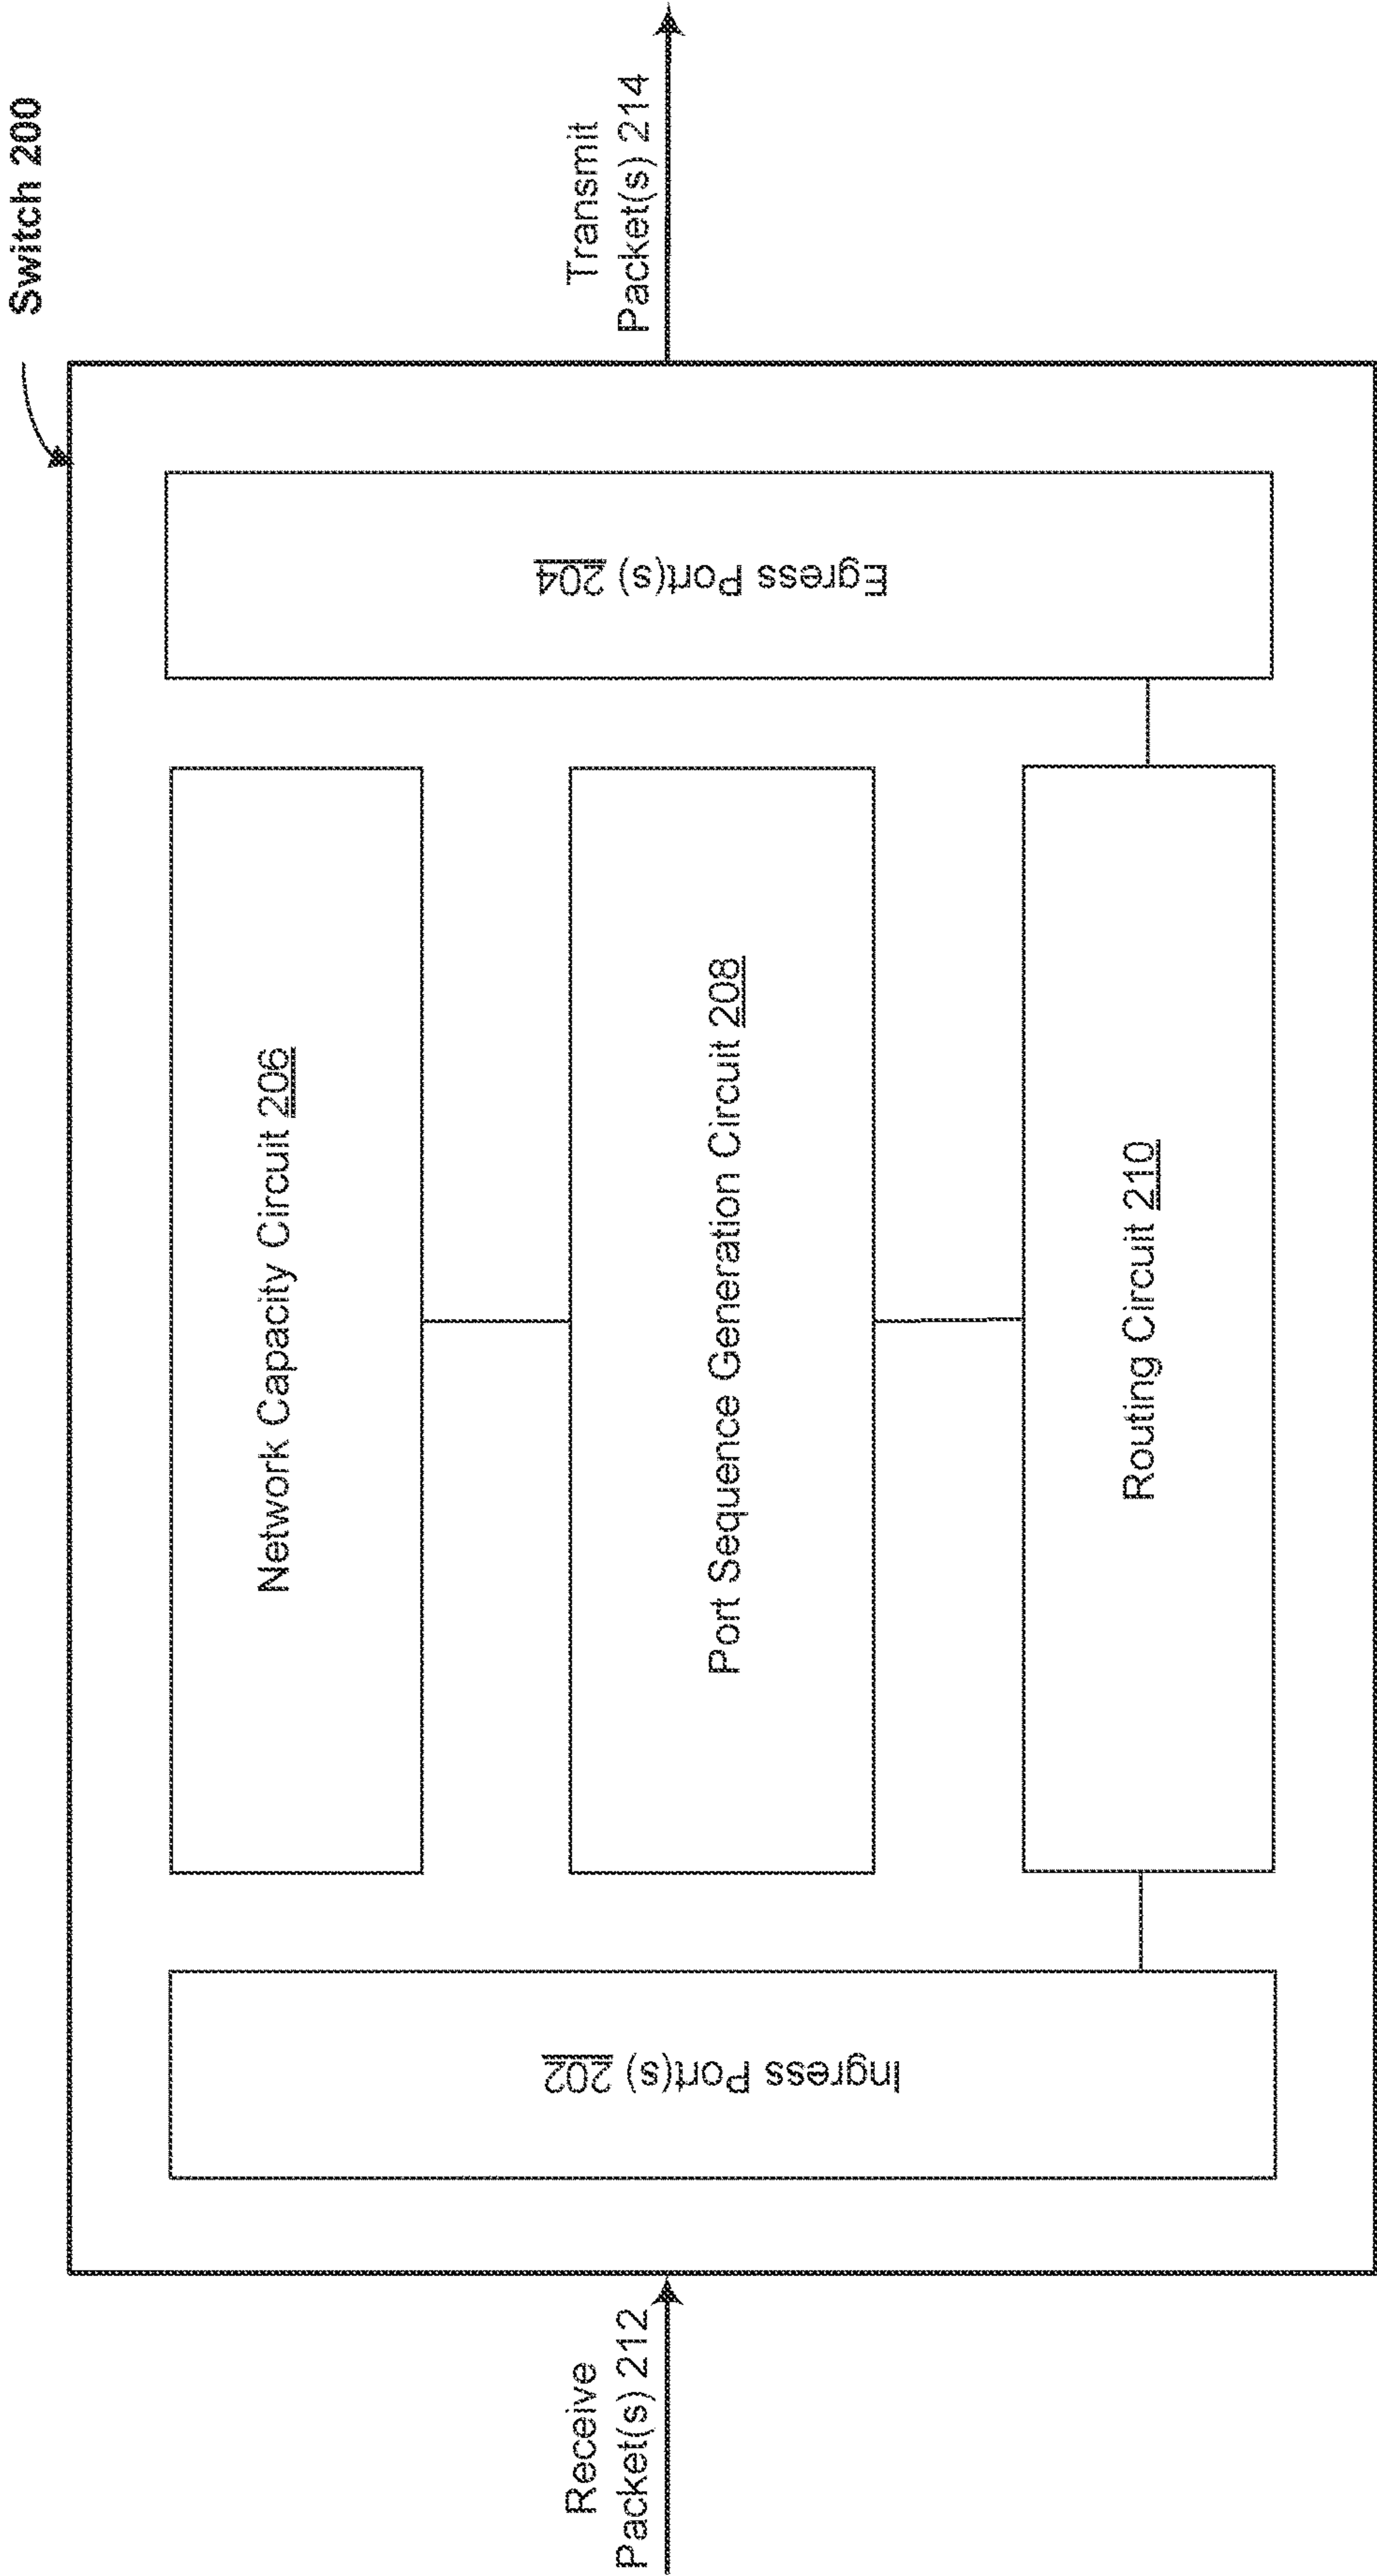 Switch 200
Receive
Packet(s) 212
Ingress Port(s) 202
Network Capacity Circuit 206
Port Sequence Generation Circuit 208
Routing Circuit 210
Egress Port(s) 204
Transmit
Packet(s) 214